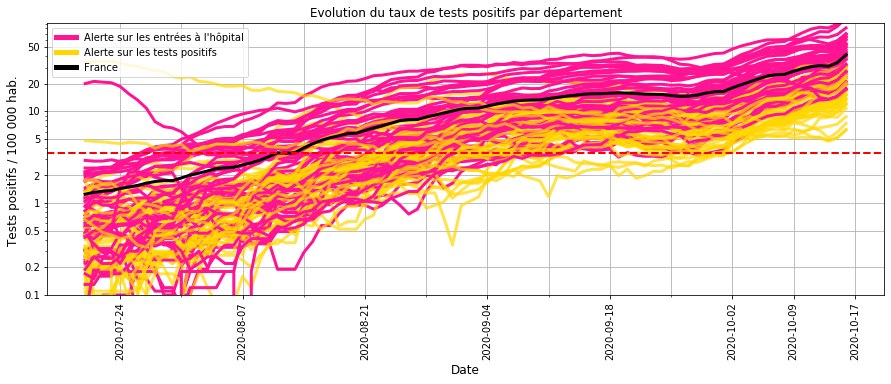 Evolution du taux de tests positifs par département
Alerte sur les entrées à l'hôpital
Alerte sur les tests positifs
France
Tests positifs / 100 000 hab.
50
20
10
5
2
1
0.5
0.2
0.1
2020-07-24
2020-08-07
2020-08-21
2020-09-04
2020-09-18
2020-10-02
2020-10-09
2020-10-17
Date